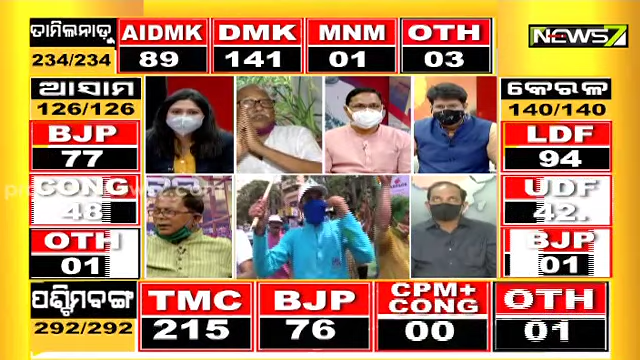 ତାମିଲନାଡୁ
234/234
AIDMK DMK MNM OTH
89 141 01 03
NEWS7
ଆସାମ
126/126
BJP
77
CONG
48
OTH
01
କେରଳ
140/140
LDF
94
UDF
42.
BJP
01
ପଶ୍ଚିମବଙ୍ଗ
292/292
TMC BJP CPM+ CONG OTH
215 76 00 01